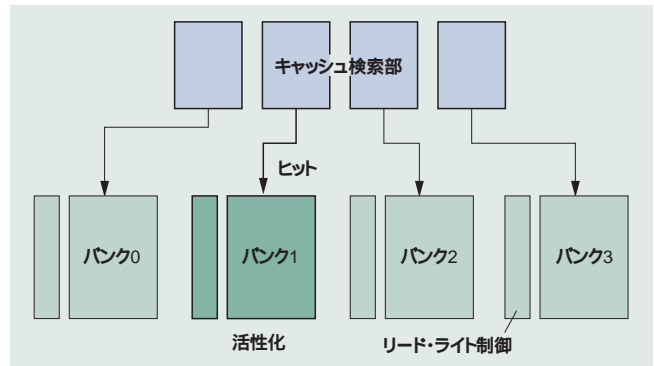 キャッシュ検索部
ヒット
バンク0
バンク1
バンク2
バンク3
活性化
リード・ライト制御